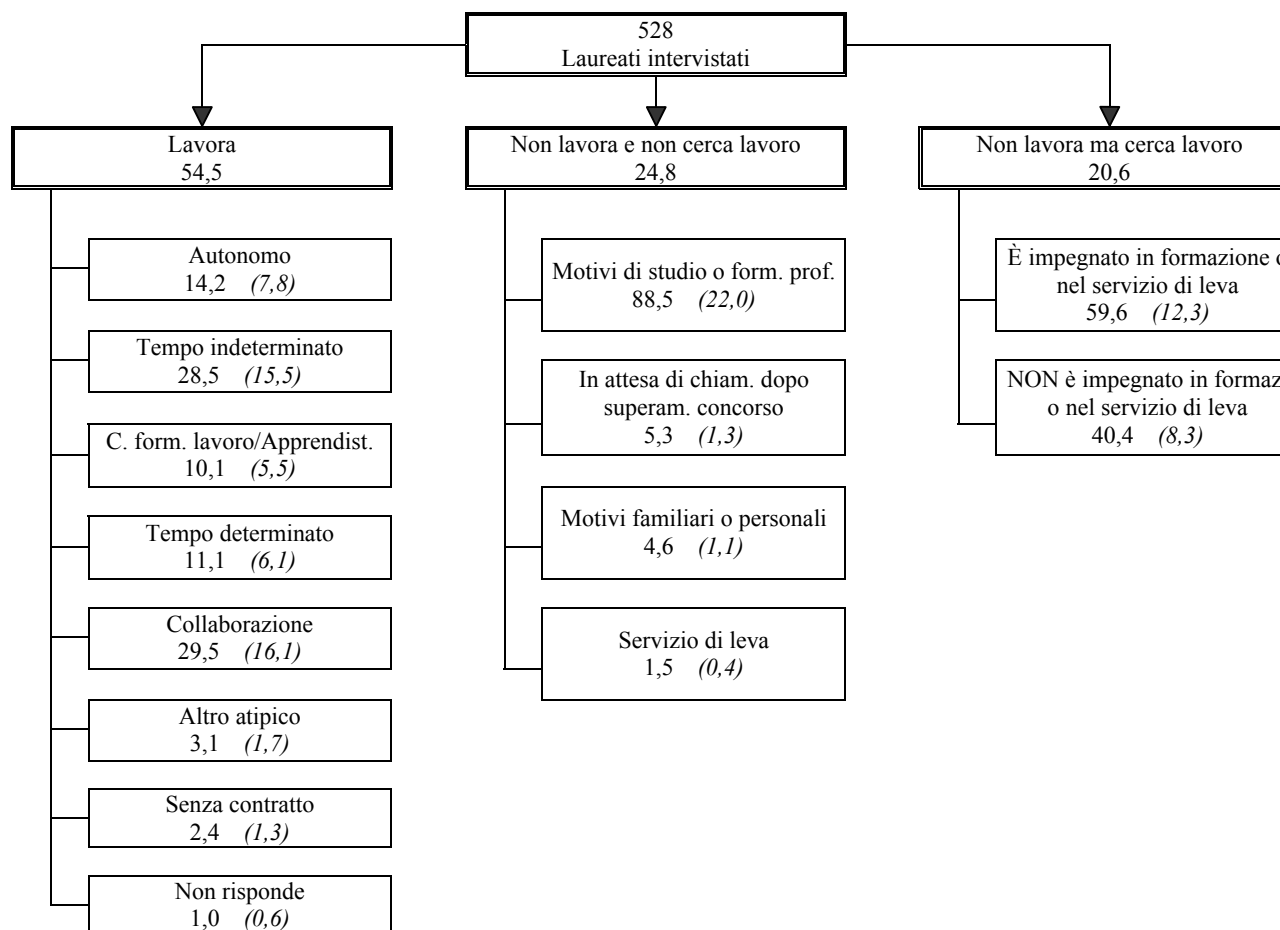 528
Laureati intervistati
Lavora
54,5
Autonomo
14,2 (7,8)
Tempo indeterminato
28,5 (15,5)
C. form. lavoro/Apprendist.
10,1 (5,5)
Tempo determinato
11,1 (6,1)
Collaborazione
29,5 (16,1)
Altro atipico
3,1 (1,7)
Senza contratto
2,4 (1,3)
Non risponde
1,0 (0,6)
Non lavora e non cerca lavoro
24,8
Motivi di studio o form. prof.
88,5 (22,0)
In attesa di chiam. dopo
superam. concorso
5,3 (1,3)
Motivi familiari o personali
4,6 (1,1)
Servizio di leva
1,5 (0,4)
Non lavora ma cerca lavoro
20,6
È impegnato in formazione
nel servizio di leva
59,6 (12,3)
NON è impegnato in
o nel servizio di leva
40,4 (8,3)